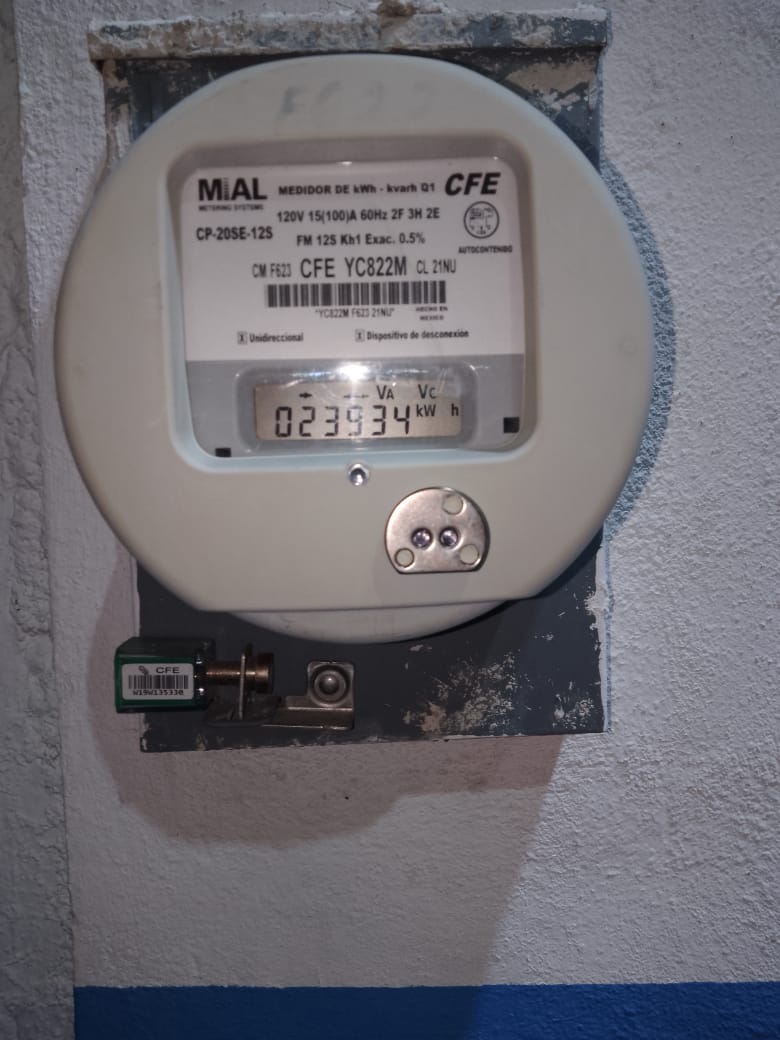 MIAL
METERING SYSTEMS
MEDIDOR DE kWh - kvarh Q1
CFE
120V 15(100)A 60Hz 2F 3H 2E
CP-20SE-12S
FM 12S Kh1 Exac. 0.5%
AUTOCONTENIDO
CM F623 CFE YC822M CL 21NU
"YC822M F623 21NU"
HECHO EN
MEXICO
X Unidireccional
X Dispositivo de desconexión
VA VC
023934 kW h
CFE
W19W135330